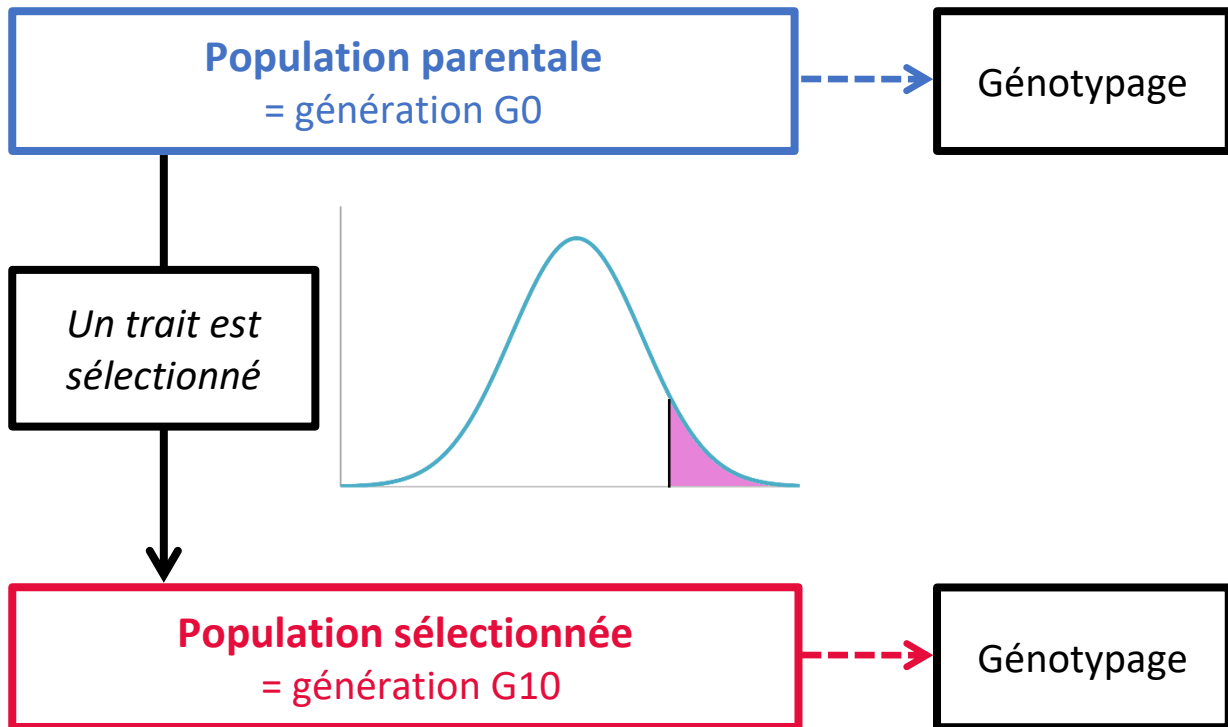 Population parentale
= génération G0
Génotypage
Un trait est
sélectionné
Population sélectionnée
= génération G10
Génotypage